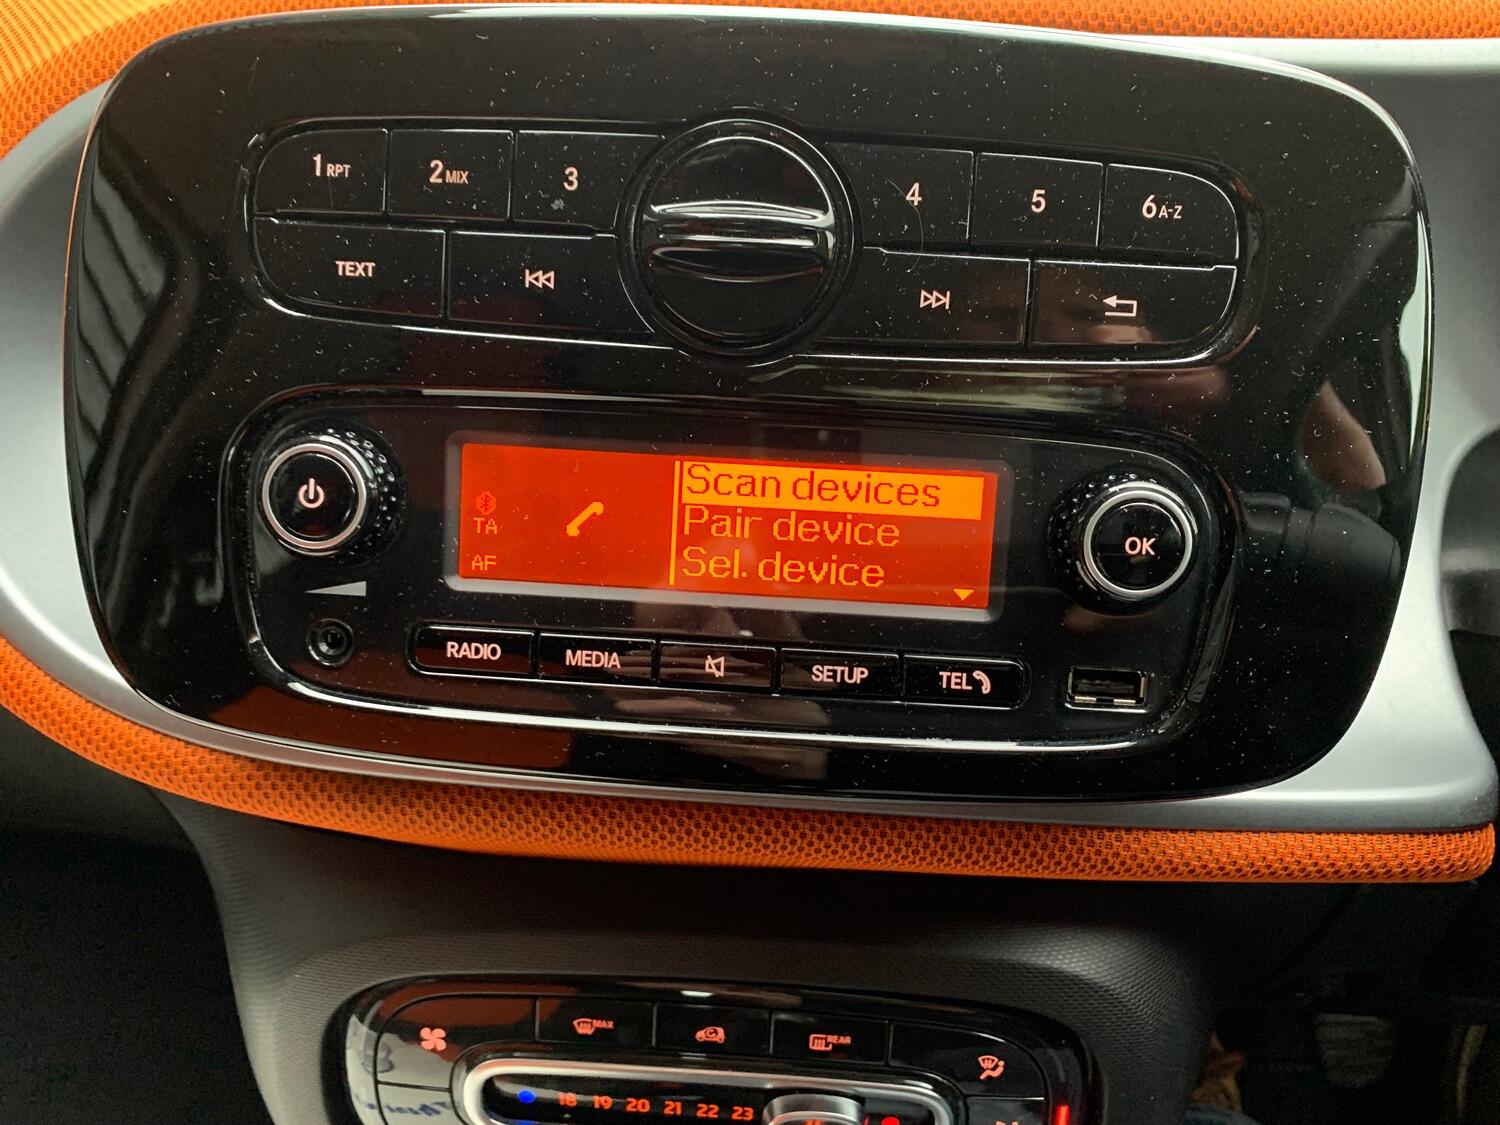 1 RPT
2 MIX
3
4
5
6 A-Z
TEXT
Scan devices
Pair device
Sel. device
TA
AF
OK
RADIO
MEDIA
SETUP
TEL
MAX
REAR
18 19 20 21 22 23